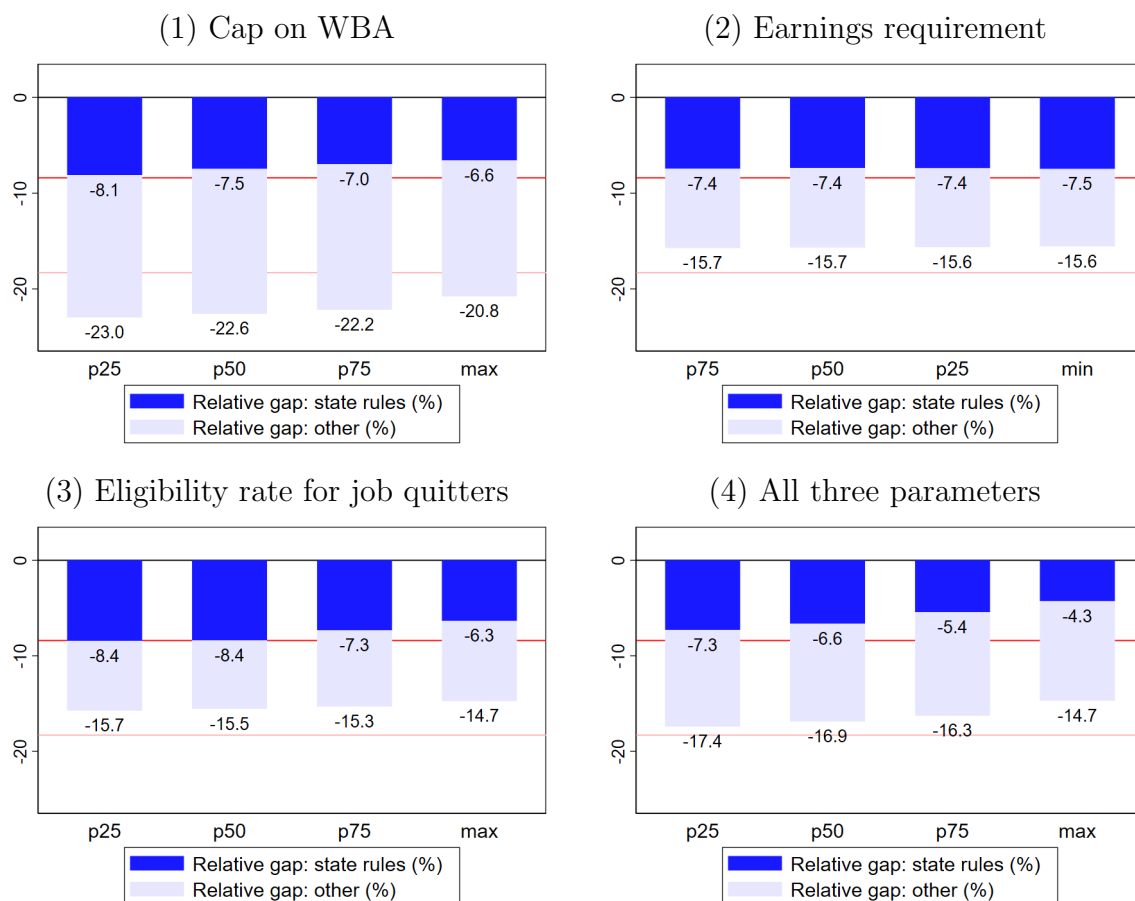 (1) Cap on WBA
0
-10
-20
-8.1
-7.5
-7.0
-6.6
-23.0
-22.6
-22.2
-20.8
p25
p50
p75
max
Relative gap: state rules (%)
Relative gap: other (%)
(2) Earnings requirement
0
-10
-20
-7.4
-7.4
-7.4
-7.5
-15.7
-15.7
-15.6
-15.6
p75
p50
p25
min
Relative gap: state rules (%)
Relative gap: other (%)
(3) Eligibility rate for job quitters
0
-10
-20
-8.4
-8.4
-7.3
-6.3
-15.7
-15.5
-15.3
-14.7
p25
p50
p75
max
Relative gap: state rules (%)
Relative gap: other (%)
(4) All three parameters
0
-10
-20
-7.3
-6.6
-5.4
-4.3
-17.4
-16.9
-16.3
-14.7
p25
p50
p75
max
Relative gap: state rules (%)
Relative gap: other (%)